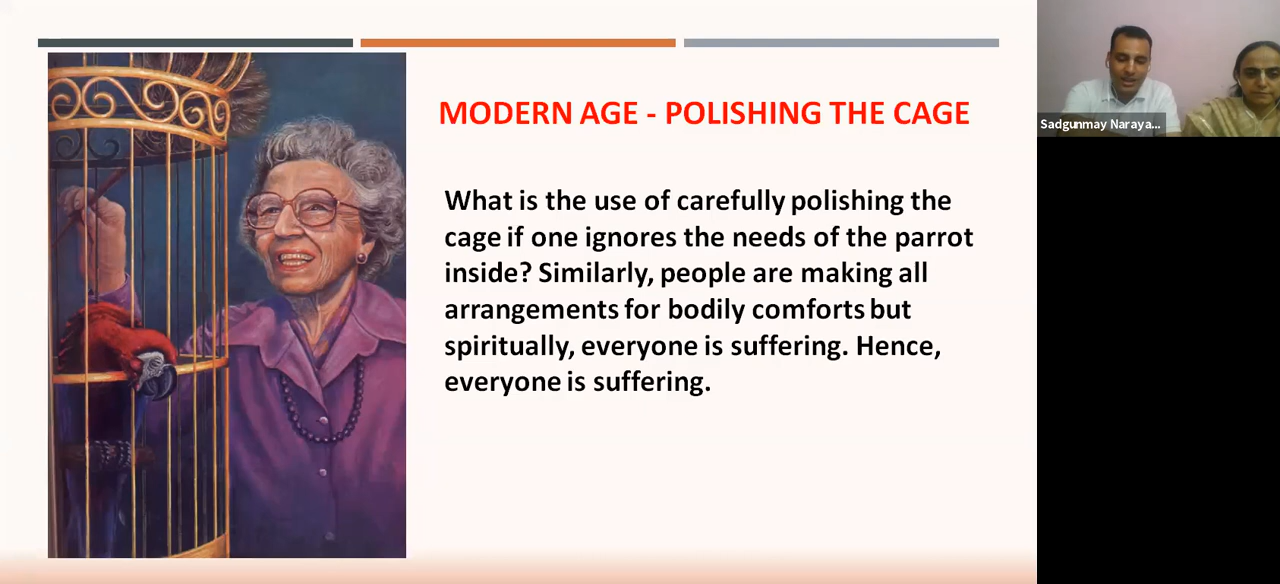 MODERN AGE - POLISHING THE CAGE
What is the use of carefully polishing the
cage if one ignores the needs of the parrot
inside? Similarly, people are making all
arrangements for bodily comforts but
spiritually, everyone is suffering. Hence,
everyone is suffering.
Sadgunmay Naraya...